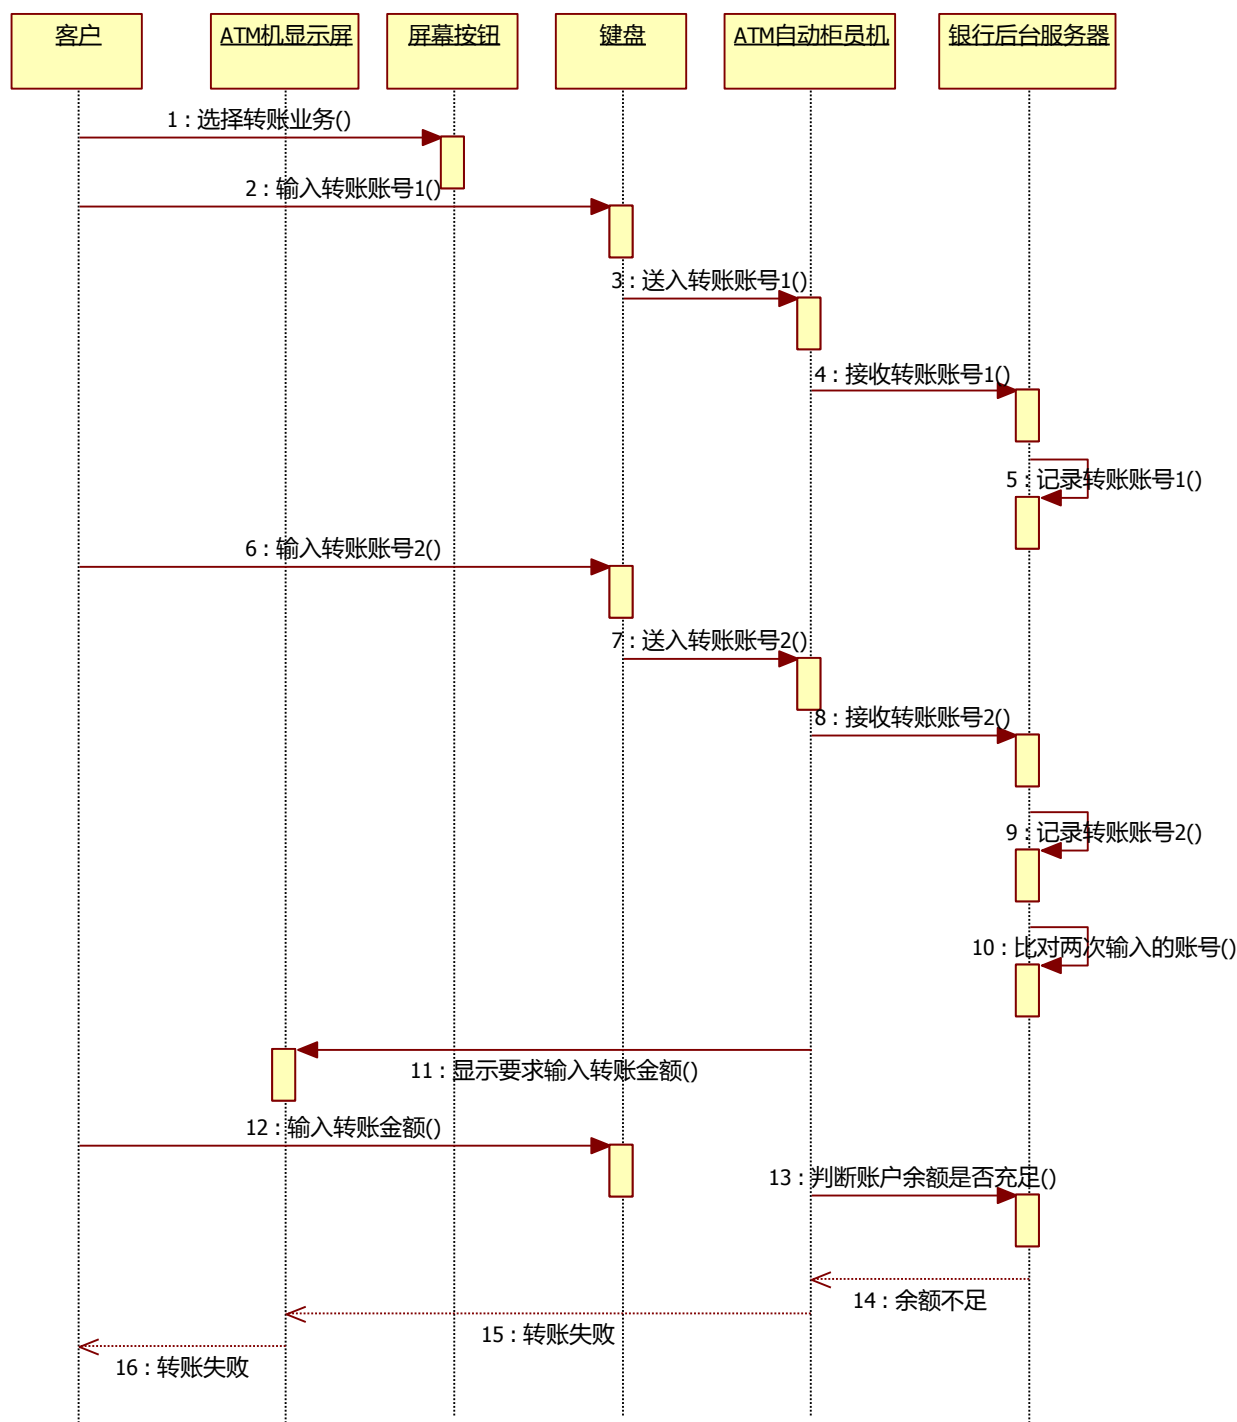 客户
ATM机显示屏
屏幕按钮
键盘
ATM自动柜员机
银行后台服务器
1 : 选择转账业务()
2 : 输入转账账号1()
3 : 送入转账账号1()
4 : 接收转账账号1()
5 : 记录转账账号1()
6 : 输入转账账号2()
7 : 送入转账账号2()
8 : 接收转账账号2()
9 : 记录转账账号2()
10 : 比对两次输入的账号()
11 : 显示要求输入转账金额()
12 : 输入转账金额()
13 : 判断账户余额是否充足()
14 : 余额不足
15 : 转账失败
16 : 转账失败